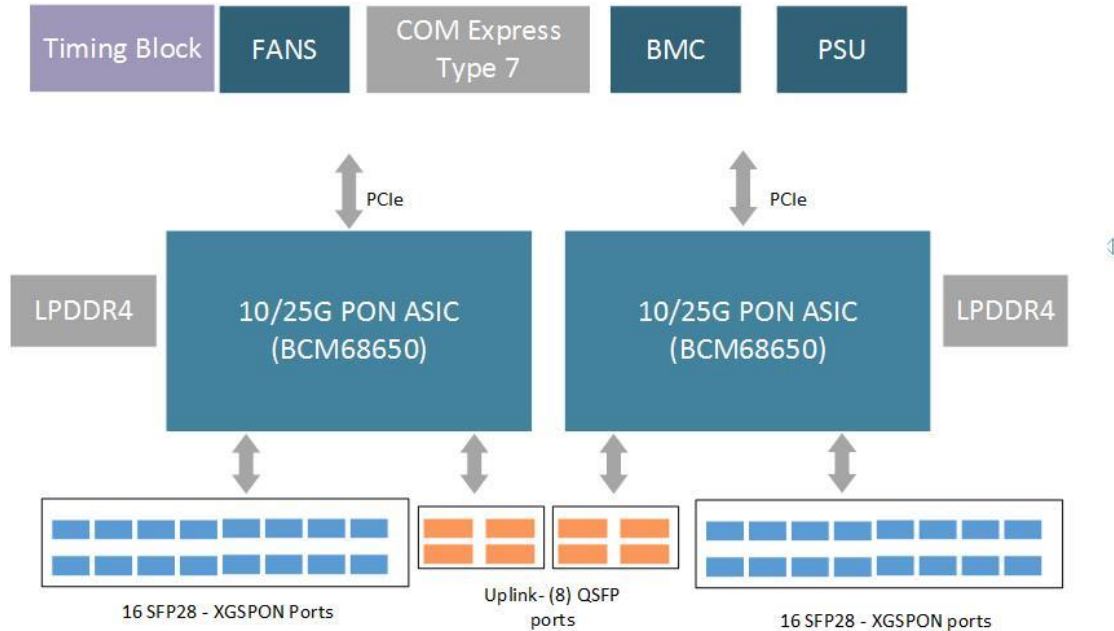 Timing Block
FANS
COM Express
Type 7
BMC
PSU
PCIe
PCIe
LPDDR4
10/25G PON ASIC
(BCM68650)
10/25G PON ASIC
(BCM68650)
LPDDR4
16 SFP28 - XGSPON Ports
Uplink- (8) QSFP
ports
16 SFP28 - XGSPON ports